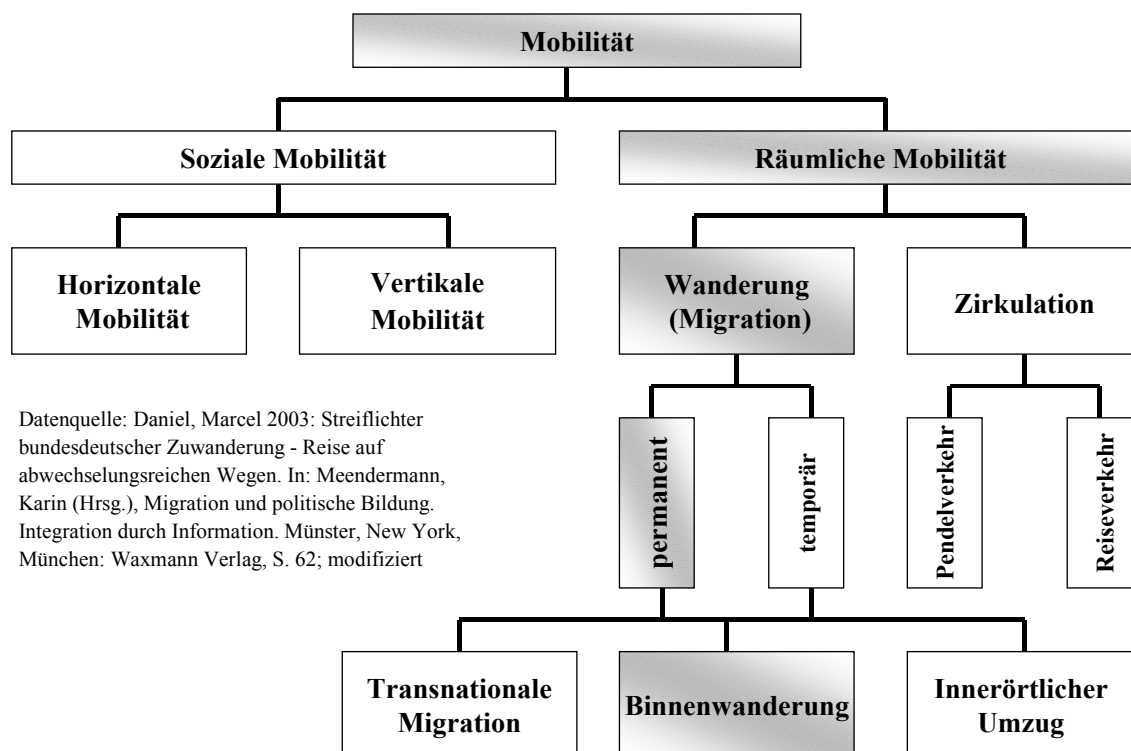 Mobilität
Soziale Mobilität
Räumliche Mobilität
Horizontale
Mobilität
Vertikale
Mobilität
Wanderung
(Migration)
Zirkulation
Datenquelle: Daniel, Marcel 2003: Streiflichter
bundesdeutscher Zuwanderung - Reise auf
abwechselungsreichen Wegen. In: Meendermann,
Karin (Hrsg.), Migration und politische Bildung.
Integration durch Information. Münster, New York,
München: Waxmann Verlag, S. 62; modifiziert
permanent
temporär
Pendelverkehr
Reiseverkehr
Transnationale
Migration
Binnenwanderung
Innerörtlicher
Umzug